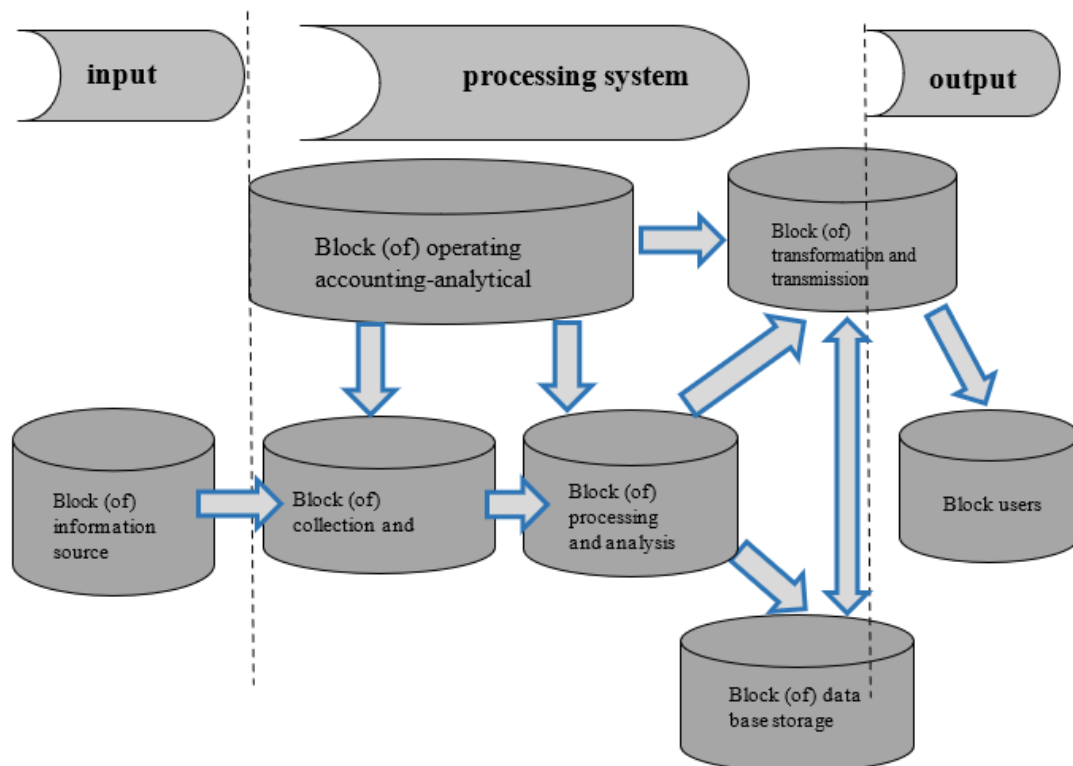 input
processing system
output
Block (of) operating
accounting-analytical
Block (of)
transformation and
transmission
Block (of)
information
source
Block (of)
collection and
Block (of)
processing
and analysis
Block users
Block (of) data
base storage